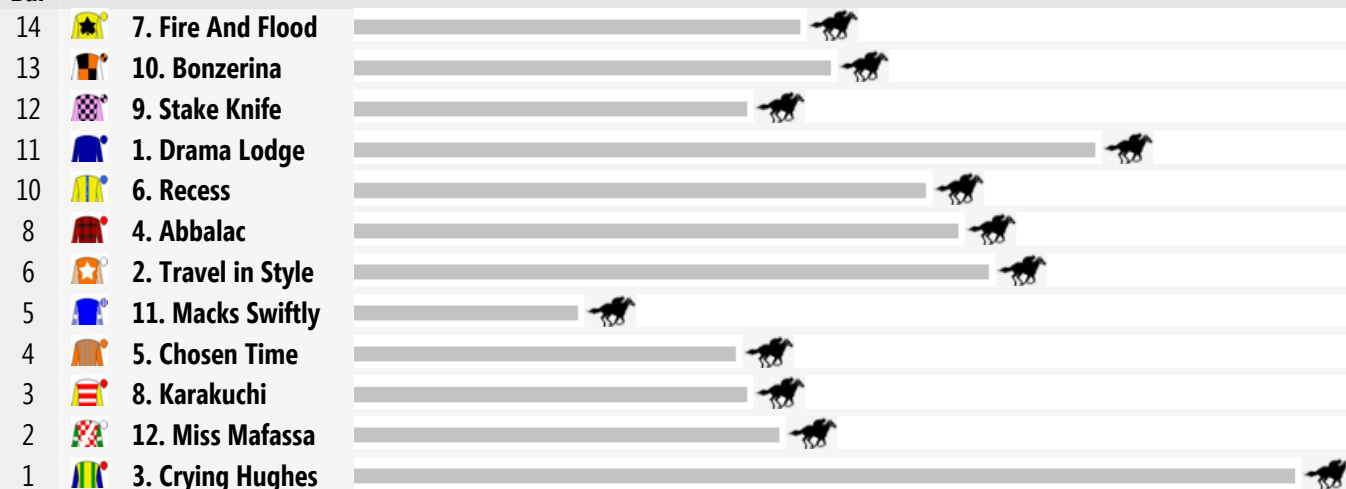 14 7. Fire And Flood
13 10. Bonzerina
12 9. Stake Knife
11 1. Drama Lodge
10 6. Recess
8 4. Abbalac
6 2. Travel in Style
5 11. Macks Swiftly
4 5. Chosen Time
3 8. Karakuchi
2 12. Miss Mafassa
1 3. Crying Hughes